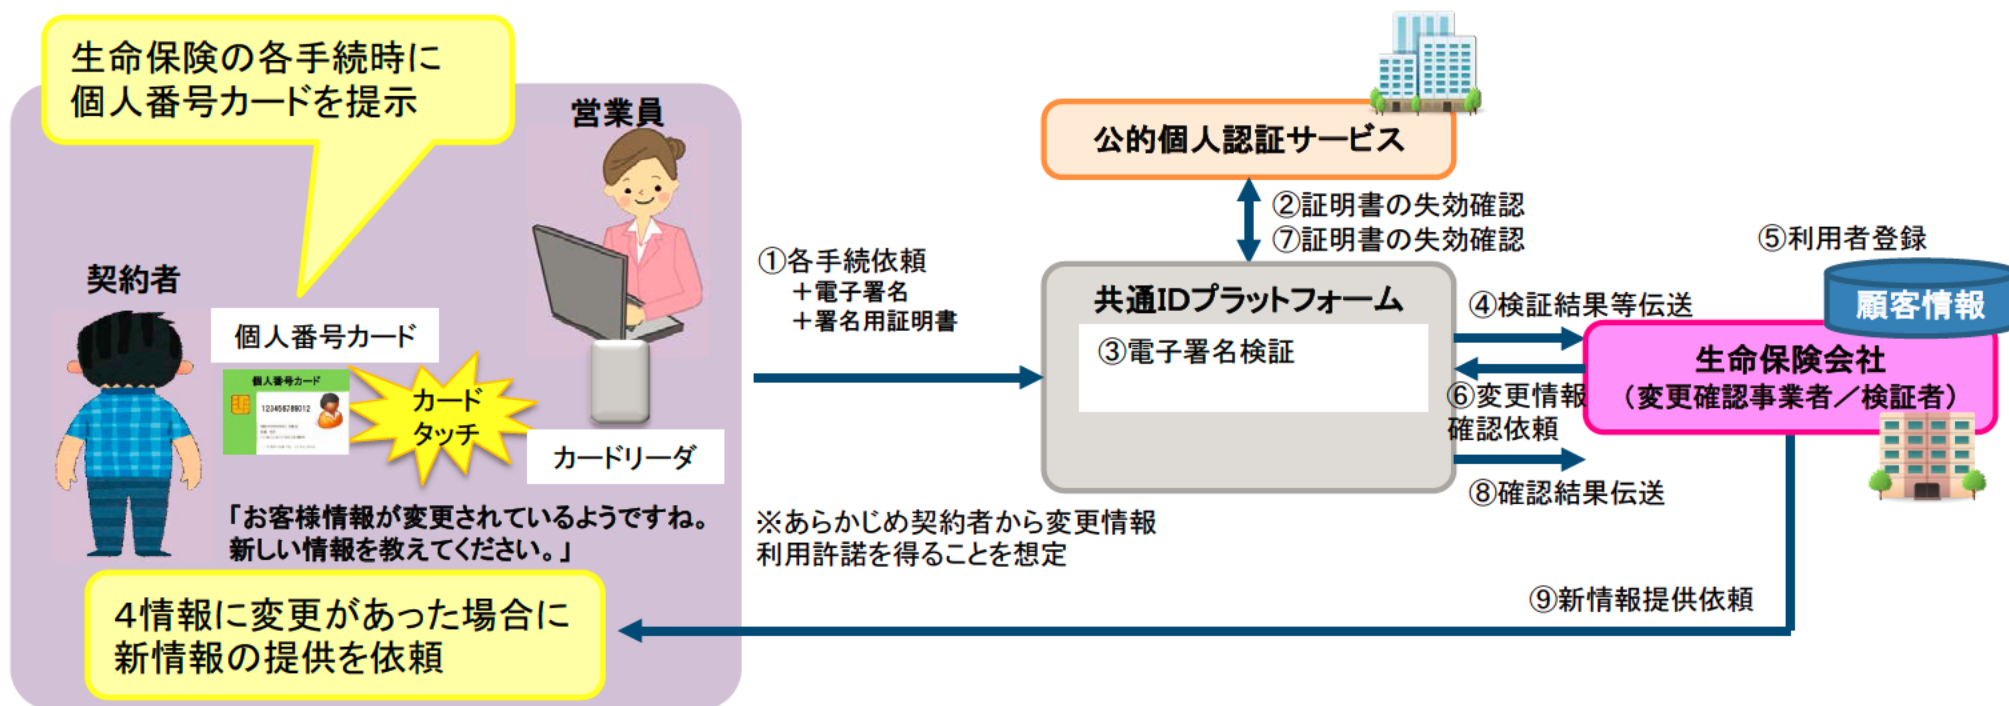 生命保険の各手続時に
個人番号カードを提示
営業員
契約者
個人番号カード
個人番号カード
123456789012
カード
タッチ
カードリーダ
「お客様情報が変更されているようですね。
新しい情報を教えてください。」
4情報に変更があった場合に
新情報の提供を依頼
①各手続依頼
＋電子署名
＋署名用証明書
※あらかじめ契約者から変更情報
利用許諾を得ることを想定
公的個人認証サービス
②証明書の失効確認
⑦証明書の失効確認
共通IDプラットフォーム
③電子署名検証
④検証結果等伝送
⑤利用者登録
顧客情報
生命保険会社
（変更確認事業者／検証者）
⑥変更情報
確認依頼
⑧確認結果伝送
⑨新情報提供依頼